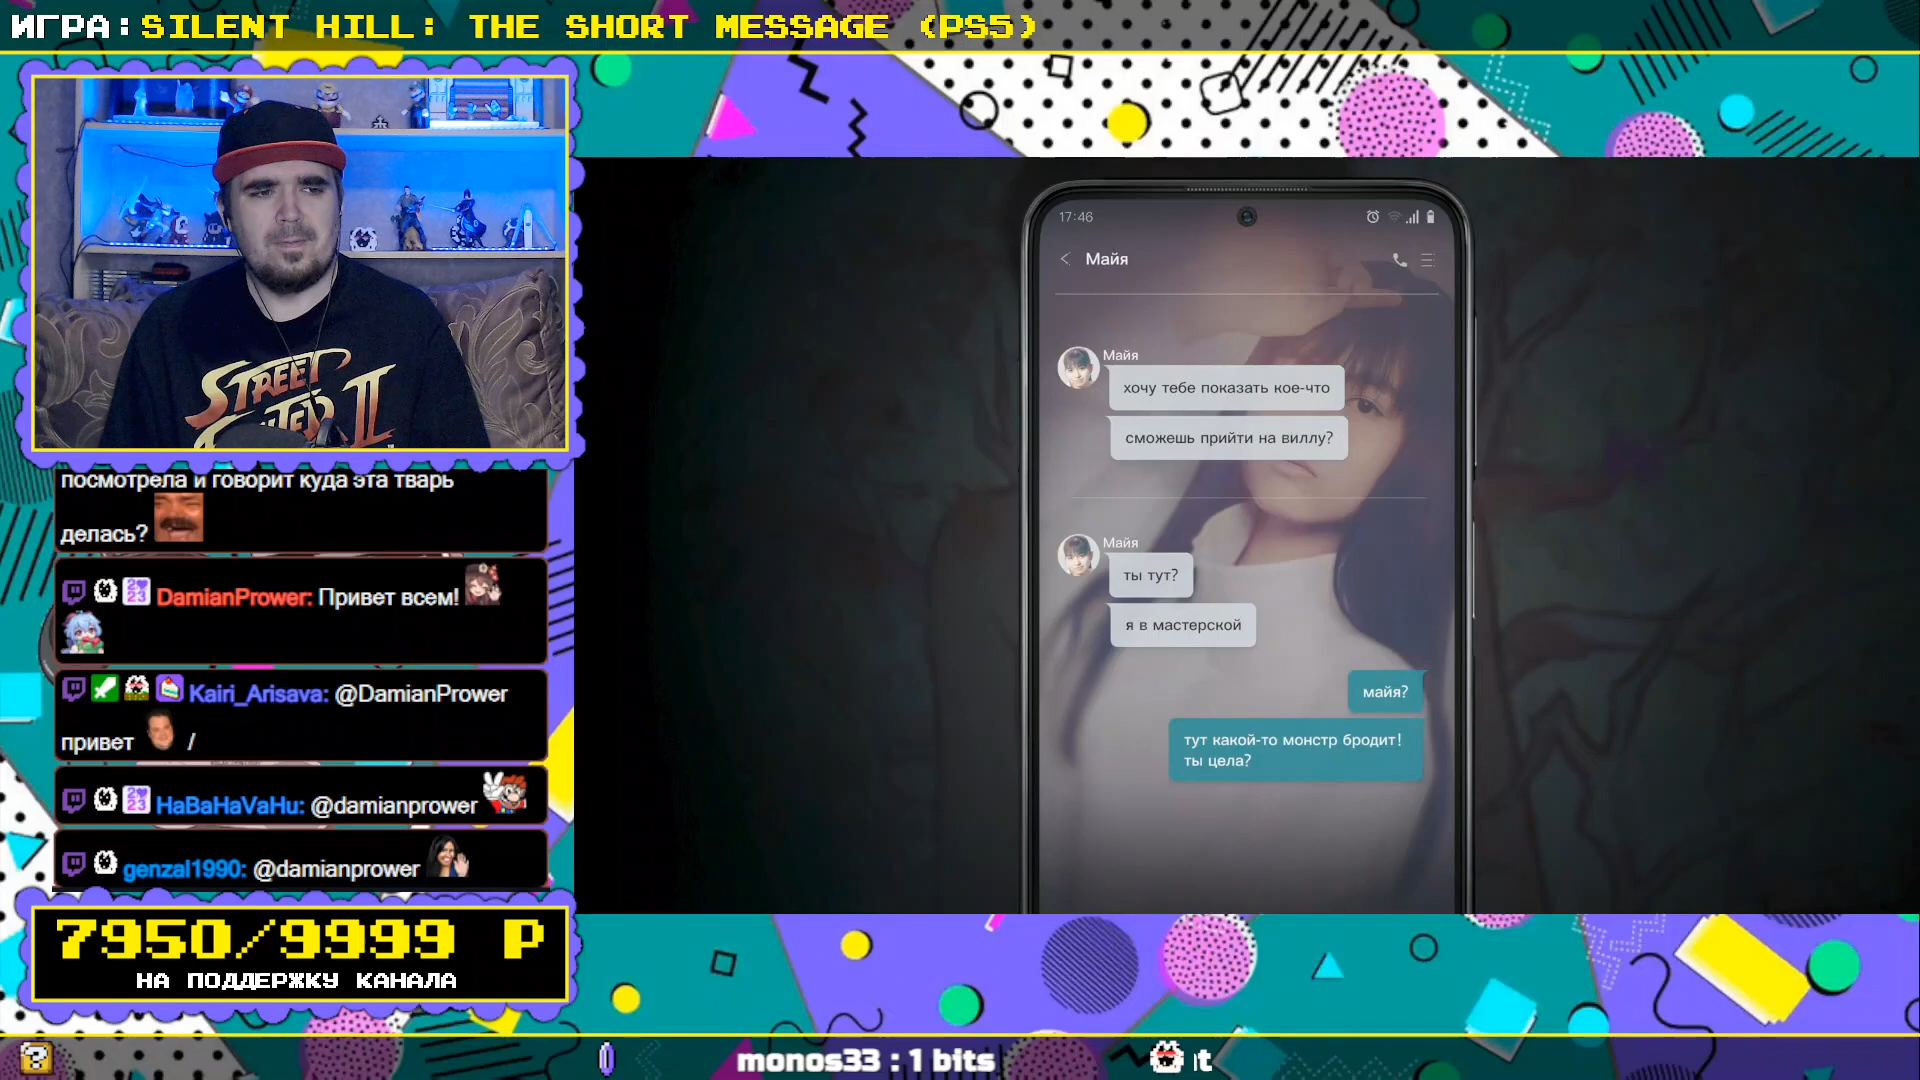 ИГРА: SILENT HILL: THE SHORT MESSAGE (PS5)
STREET
II
посмотрела и говорит куда эта тварь
делась?
DamianPrower: Привет всем!
Kairi_Arisava: @DamianPrower
привет /
HaBaHaVaHu: @damianprower
genzal1990: @damianprower
7950/9999 Р
НА ПОДДЕРЖКУ КАНАЛА
17:46
Майя
Майя
хочу тебе показать кое-что
сможешь прийти на виллу?
Майя
ты тут?
я в мастерской
майя?
тут какой-то монстр бродит!
ты цела?
monos33 : 1 bits